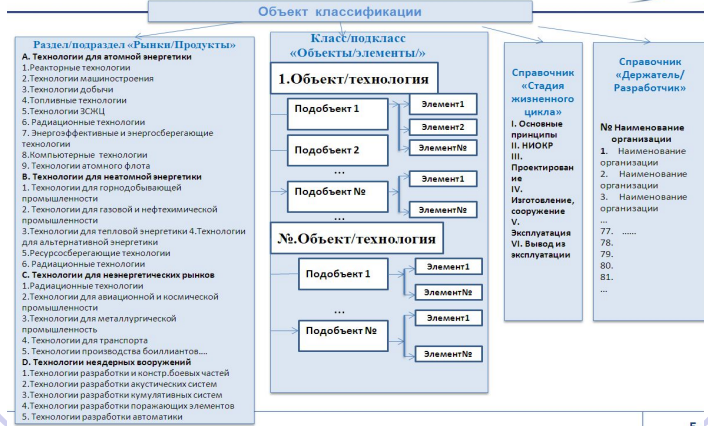 Объект классификации
Раздел/подраздел «Рынки/Продукты»
А. Технологии для атомной энергетики
1.Реакторные технологии
2.Технологии машиностроения
3.Технологии добычи
4.Топливные технологии
5.Технологии ЗСЖЦ
6. Радиационные технологии
7. Энергоэффективные и энергосберегающие
технологии
8.Компьютерные технологии
9. Технологии атомного флота
В. Технологии для неатомной энергетики
1. Технологии для горнодобывающей
промышленности
2. Технологии для газовой и нефтехимической
промышленности
3.Технологии для тепловой энергетики 4.Технологии
для альтернативной энергетики
5.Ресурсосберегающие технологии
6. Радиационные технологии
С. Технологии для неэнергетических рынков
1.Радиационные технологии
2.Технологии для авиационной и космической
промышленности
3.Технологии для металлургической
промышленность
4. Технологии для транспорта
5. Технологии производства боиллиантов....
D. Технологии неядерных вооружений
1.Технологии разработки и констр.боевых частей
2.Технологии разработки акустических систем
3.Технологии разработки кумулятивных систем
4.Технологии разработки поражающих элементов
5. Технологии разработки автоматики
Класс/подкласс
«Объекты/элементы/»
1.Объект/технология
Подобъект 1
Элемент1
Элемент2
Элемент№
Подобъект 2
...
Подобъект №
Элемент1
Элемент№
...
№.Объект/технология
Подобъект 1
Элемент1
Элемент№
...
Подобъект №
Элемент1
Элемент№
Справочник
«Стадия
жизненного
цикла»
I. Основные
принципы
II. НИОКР
III.
Проектирован
ие
IV.
Изготовление,
сооружение
V.
Эксплуатация
VI. Вывод из
эксплуатации
Справочник
«Держатель/
Разработчик»
№ Наименование
организации
1. Наименование
организации
2. Наименование
организации
3. Наименование
организации
...
77. ......
78.
79.
80.
81.
...
5